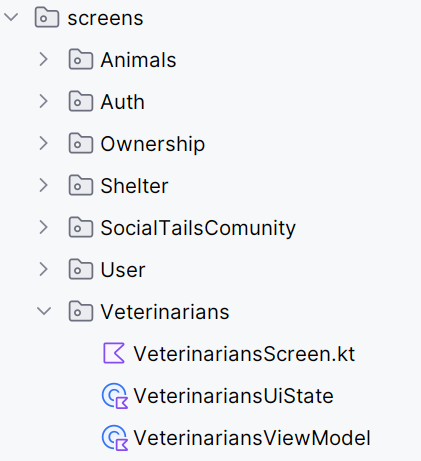 screens
Animals
Auth
Ownership
Shelter
SocialTailsComunity
User
Veterinarians
VeterinariansScreen.kt
VeterinariansUiState
VeterinariansViewModel